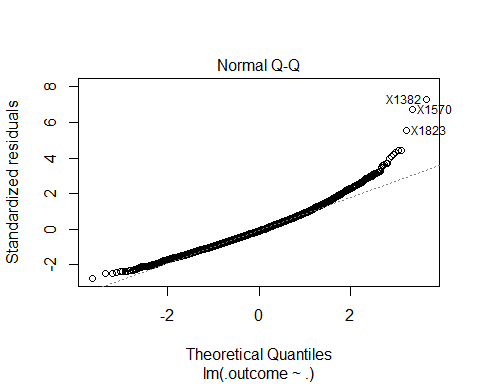 Normal Q-Q
Standardized residuals
8
6
4
2
0
-2
X1382
X1570
X1823
-2 0 2
Theoretical Quantiles
lm(.outcome ~ .)